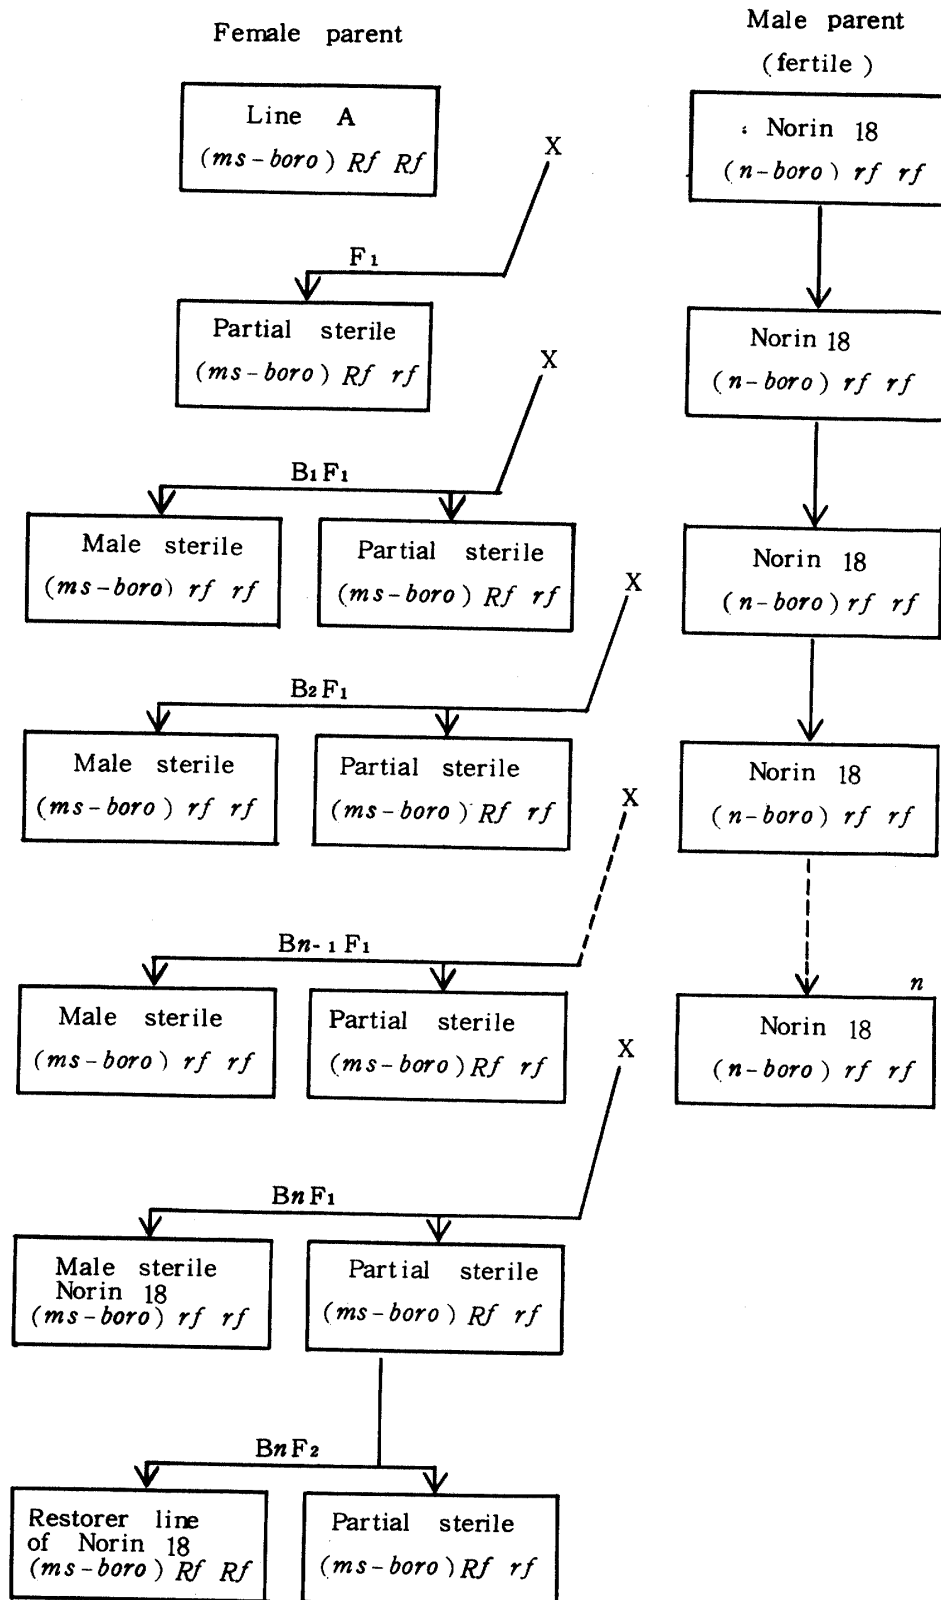 Female parent
Male parent
(fertile)
Line A
(ms-boro) Rf Rf
X
Norin 18
(n-boro) rf rf
F1
Partial sterile
(ms-boro) Rf rf
X
Norin 18
(n-boro) rf rf
B1F1
Male sterile
(ms-boro) rf rf
Partial sterile
(ms-boro) Rf rf
X
Norin 18
(n-boro) rf rf
B2F1
Male sterile
(ms-boro) rf rf
Partial sterile
(ms-boro) Rf rf
X
Norin 18
(n-boro) rf rf
Bn-1F1
n
Male sterile
(ms-boro) rf rf
Partial sterile
(ms-boro) Rf rf
X
Norin 18
(n-boro) rf rf
BnF1
Male sterile
Norin 18
(ms-boro) rf rf
Partial sterile
(ms-boro) Rf rf
BnF2
Restorer line
of Norin 18
(ms-boro) Rf Rf
Partial sterile
(ms-boro) Rf rf